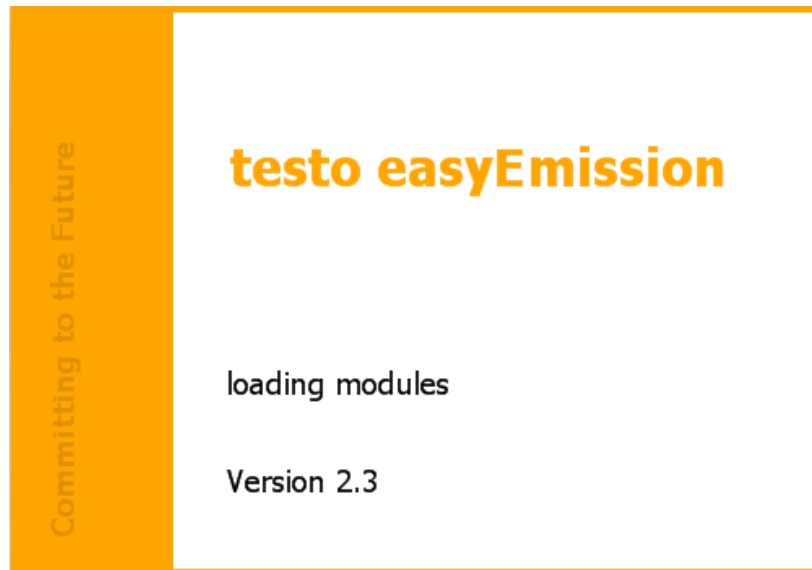 Committing to the Future
testo easyEmission
loading modules
Version 2.3